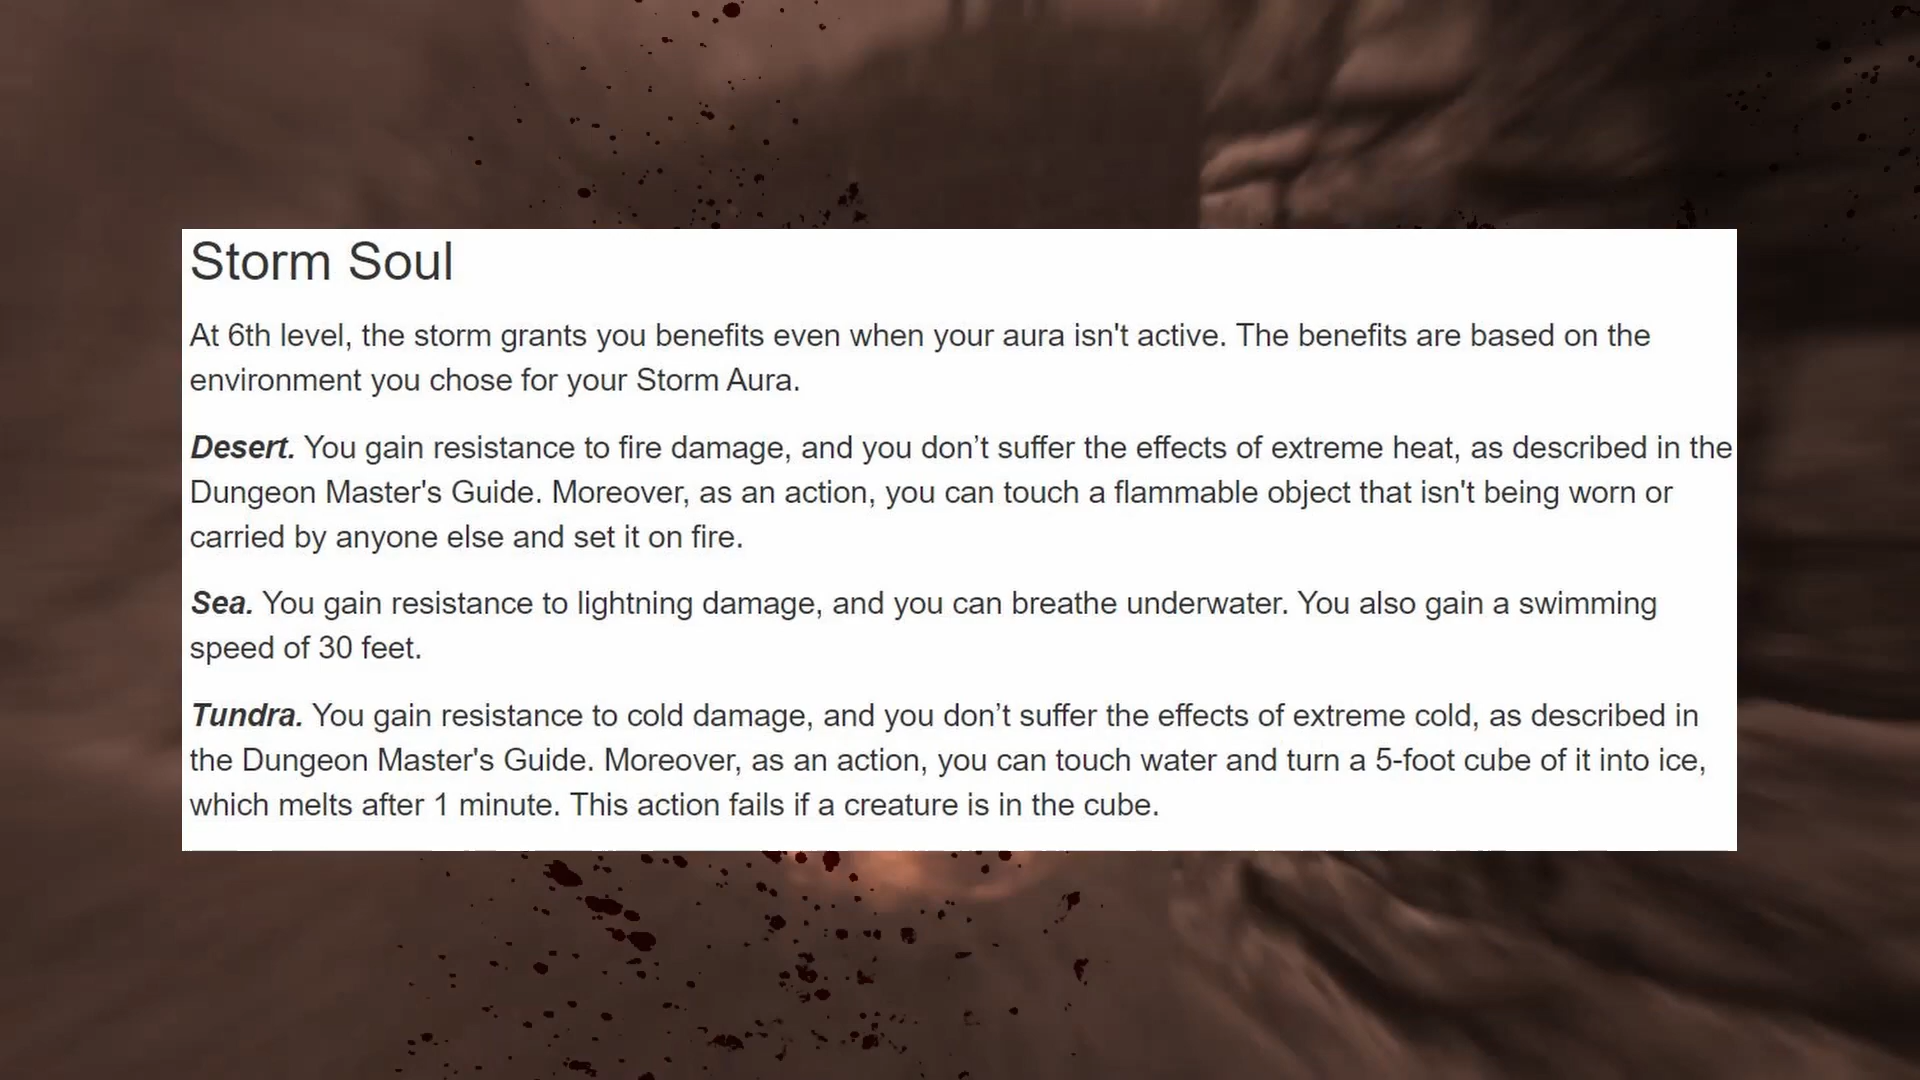 Storm Soul
At 6th level, the storm grants you benefits even when your aura isn't active. The benefits are based on the
environment you chose for your Storm Aura.
Desert. You gain resistance to fire damage, and you don’t suffer the effects of extreme heat, as described in the
Dungeon Master's Guide. Moreover, as an action, you can touch a flammable object that isn't being worn or
carried by anyone else and set it on fire.
Sea. You gain resistance to lightning damage, and you can breathe underwater. You also gain a swimming
speed of 30 feet.
Tundra. You gain resistance to cold damage, and you don’t suffer the effects of extreme cold, as described in
the Dungeon Master's Guide. Moreover, as an action, you can touch water and turn a 5-foot cube of it into ice,
which melts after 1 minute. This action fails if a creature is in the cube.